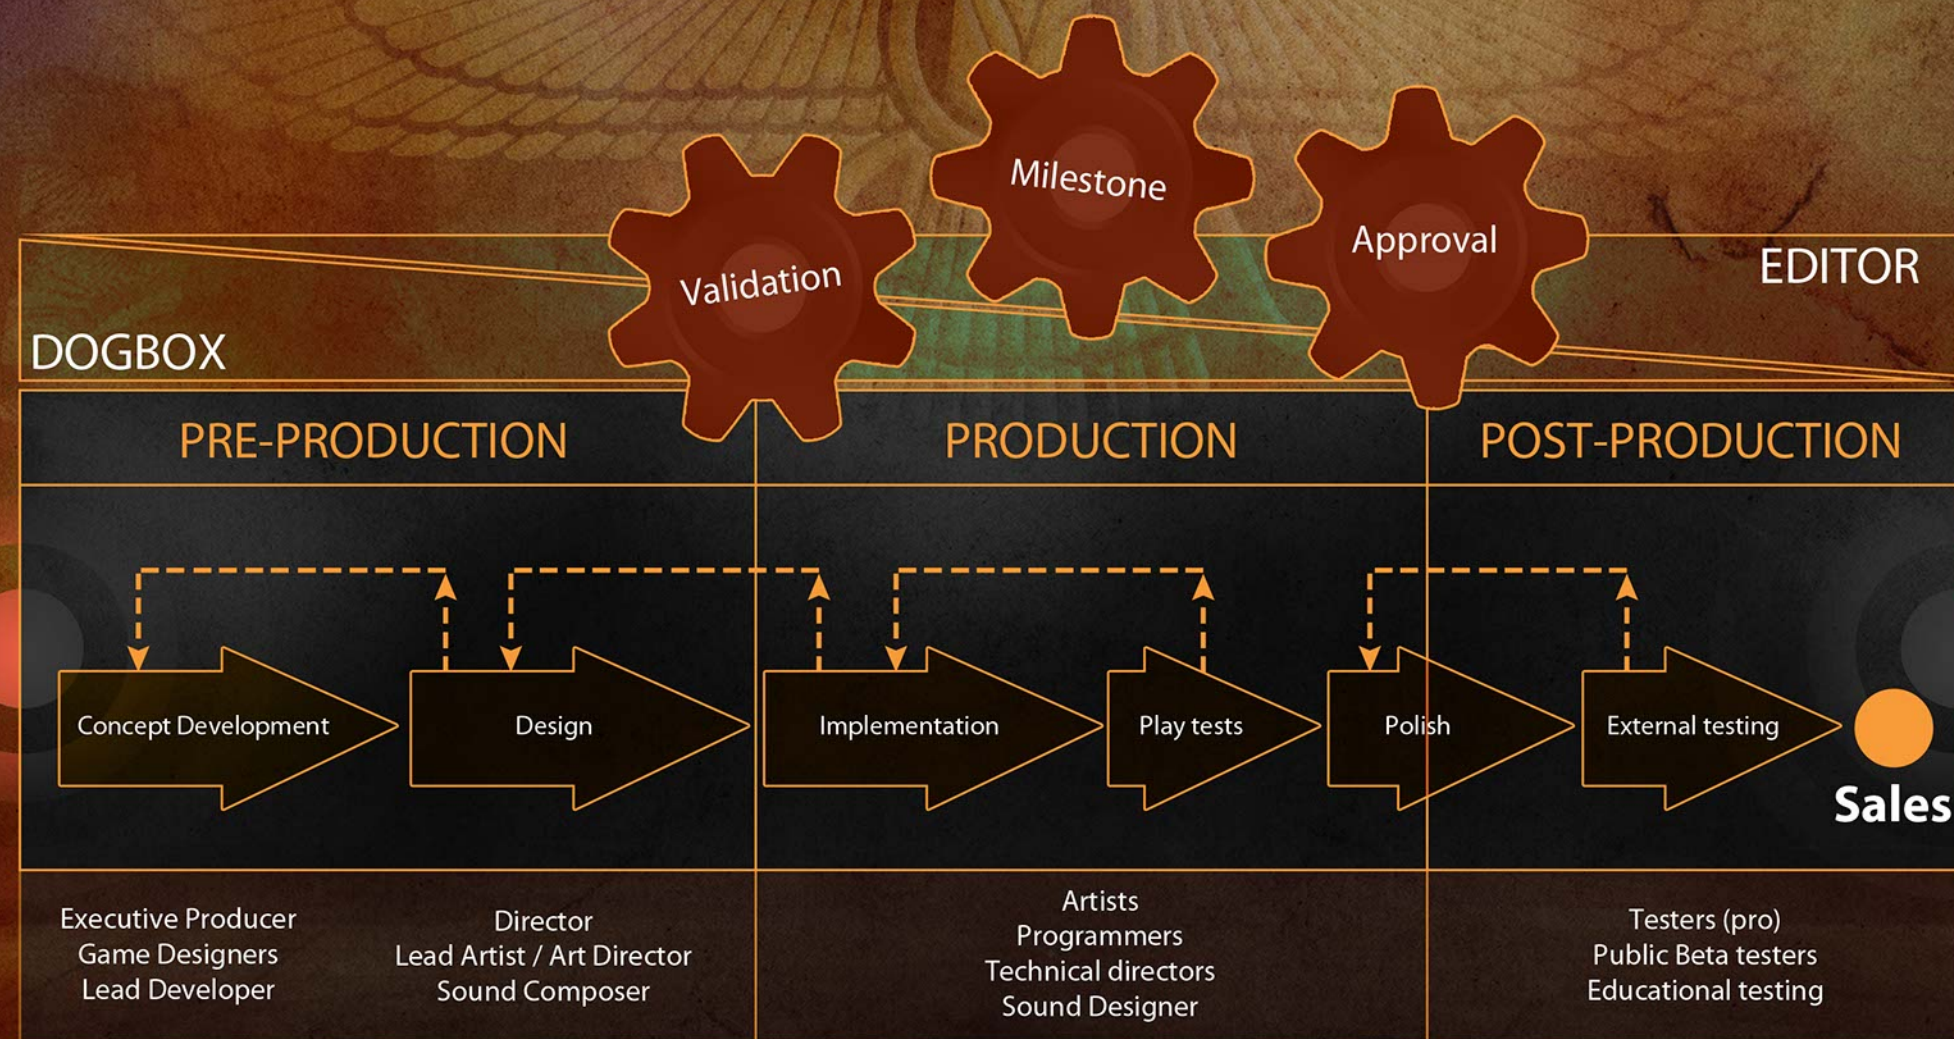 Milestone
Approval
Validation
EDITOR
DOGBOX
PRE-PRODUCTION
PRODUCTION
POST-PRODUCTION
Concept Development
Design
Implementation
Play tests
Polish
External testing
Sales
Executive Producer
Game Designers
Lead Developer
Director
Lead Artist / Art Director
Sound Composer
Artists
Programmers
Technical directors
Sound Designer
Testers (pro)
Public Beta testers
Educational testing